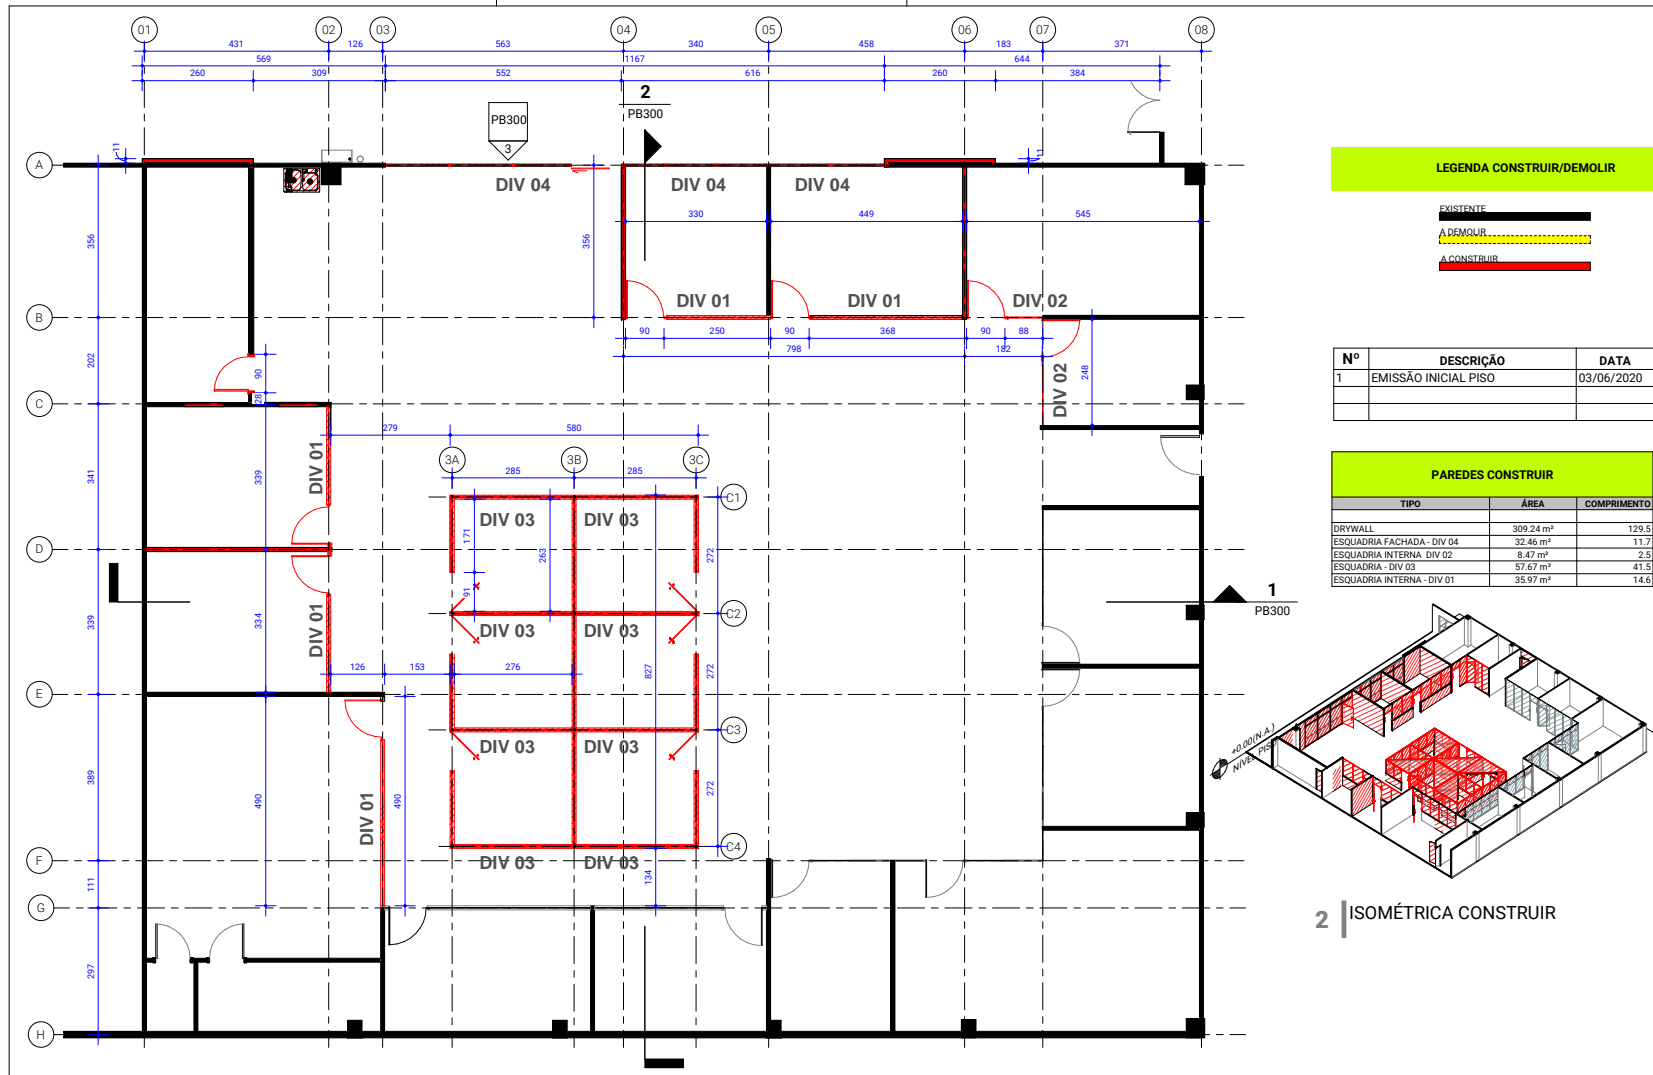 01 02 03 04 05 06 07 08
431 126 563 340 458 183 371
569 1167 644
260 309 552 616 260 384
2
PB300
PB300
3
11 11
A
DIV 04 DIV 04 DIV 04
330 449 545
356 356
DIV 01 DIV 01 DIV 02
B
90 250 90 368 90 88
798 182
202 90 28 248
DIV 02
C
279 580
3A 3B 3C
285 285
341 339
DIV 01
C1
DIV 03 DIV 03
171 263 272
D
91
1
PB300
C2
DIV 03 DIV 03
339 334
DIV 01
126 153 276 827 272
E
C3
DIV 03 DIV 03
389 490 490 272
DIV 01
C4
DIV 03 DIV 03
F
111 134
G
297
H
LEGENDA CONSTRUIR/DEMOLIR
EXISTENTE
A DEMOLIR
A CONSTRUIR
Nº DESCRIÇÃO DATA
1 EMISSÃO INICIAL PISO 03/06/2020
PAREDES CONSTRUIR
TIPO ÁREA COMPRIMENTO
DRYWALL 309.24 m² 129.5
ESQUADRIA FACHADA - DIV 04 32.46 m² 11.7
ESQUADRIA INTERNA DIV 02 8.47 m² 2.5
ESQUADRIA - DIV 03 57.67 m² 41.5
ESQUADRIA INTERNA - DIV 01 35.97 m² 14.6
+0.00(N.A.)
NÍVEL PISO
2 ISOMÉTRICA CONSTRUIR